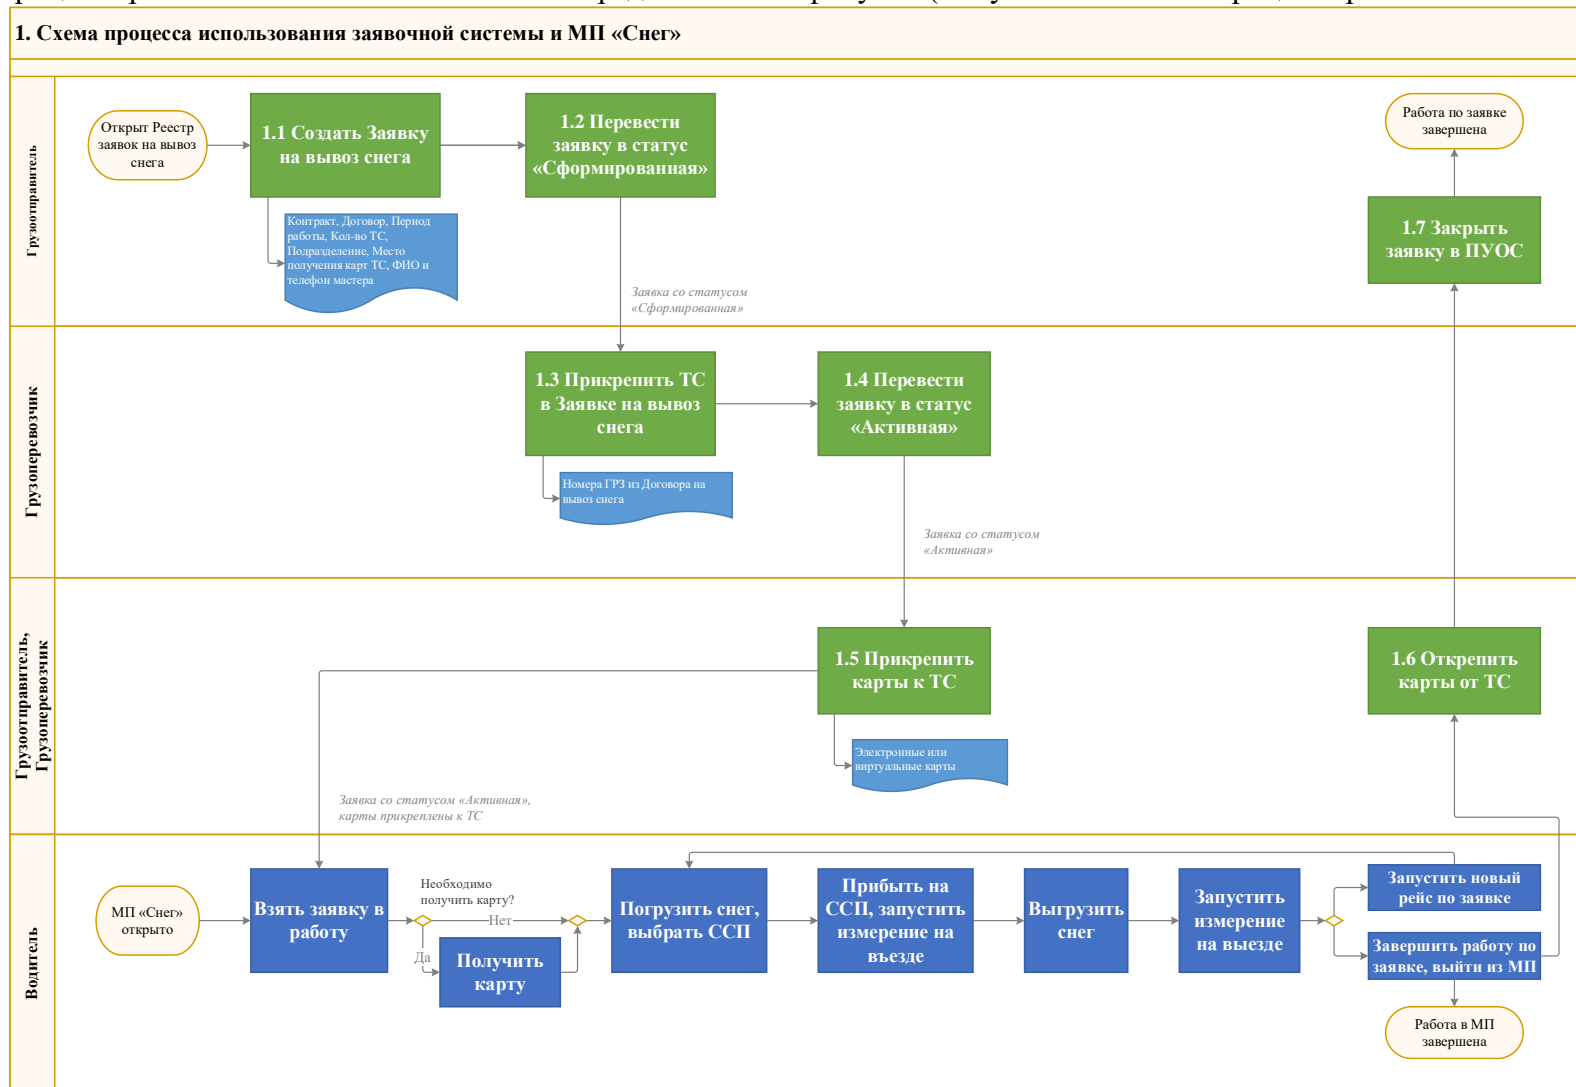 1. Схема процесса использования заявочной системы и МП «Снег»
Грузоотправитель
Открыт Реестр
заявок на вывоз
снега
1.1 Создать Заявку
на вывоз снега
1.2 Перевести
заявку в статус
«Сформированная»
Работа по заявке
завершена
Контракт, Договор, Период
работы, Кол-во ТС,
Подразделение, Место
получения карт ТС, ФИО и
телефон мастера
1.7 Закрыть
заявку в ПУОС
Заявка со статусом
«Сформированная»
Грузоперевозчик
1.3 Прикрепить ТС
в Заявке на вывоз
снега
1.4 Перевести
заявку в статус
«Активная»
Номера ГРЗ из Договора на
вывоз снега
Заявка со статусом
«Активная»
Грузоотправитель,
Грузоперевозчик
1.5 Прикрепить
карты к ТС
1.6 Открепить
карты от ТС
Электронные или
виртуальные карты
Заявка со статусом «Активная»,
карты прикреплены к ТС
Водитель
МП «Снег»
открыто
Взять заявку в
работу
Необходимо
получить карту?
Нет
Да
Получить
карту
Погрузить снег,
выбрать ССП
Прибыть на
ССП, запустить
измерение на
въезде
Выгрузить
снег
Запустить
измерение
на выезде
Запустить новый
рейс по заявке
Завершить работу по
заявке, выйти из МП
Работа в МП
завершена